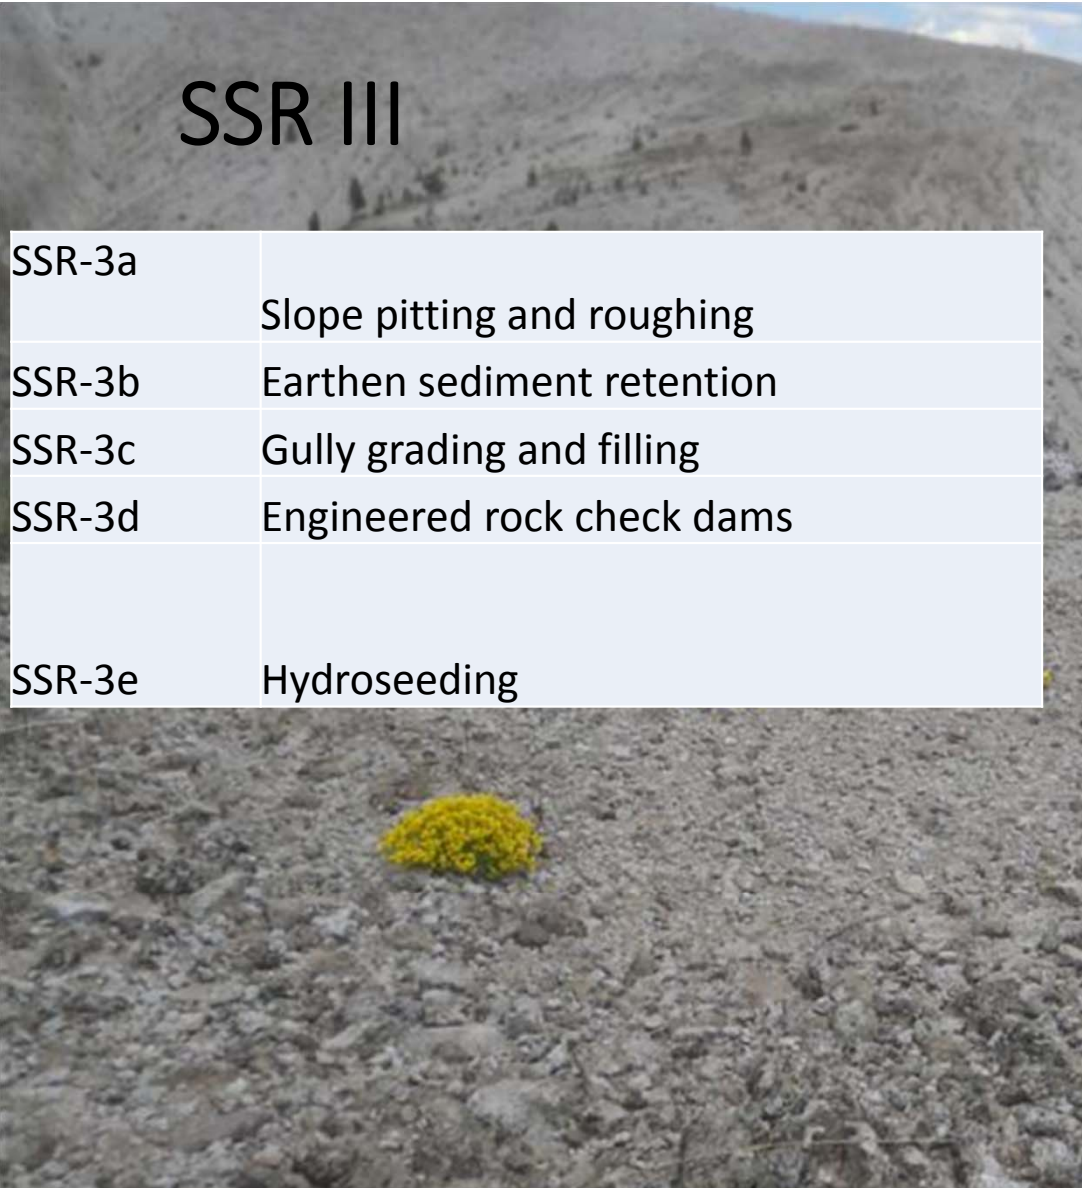 SSR III
SSR-3a
Slope pitting and roughing
SSR-3b Earthen sediment retention
SSR-3c Gully grading and filling
SSR-3d Engineered rock check dams
SSR-3e Hydroseeding